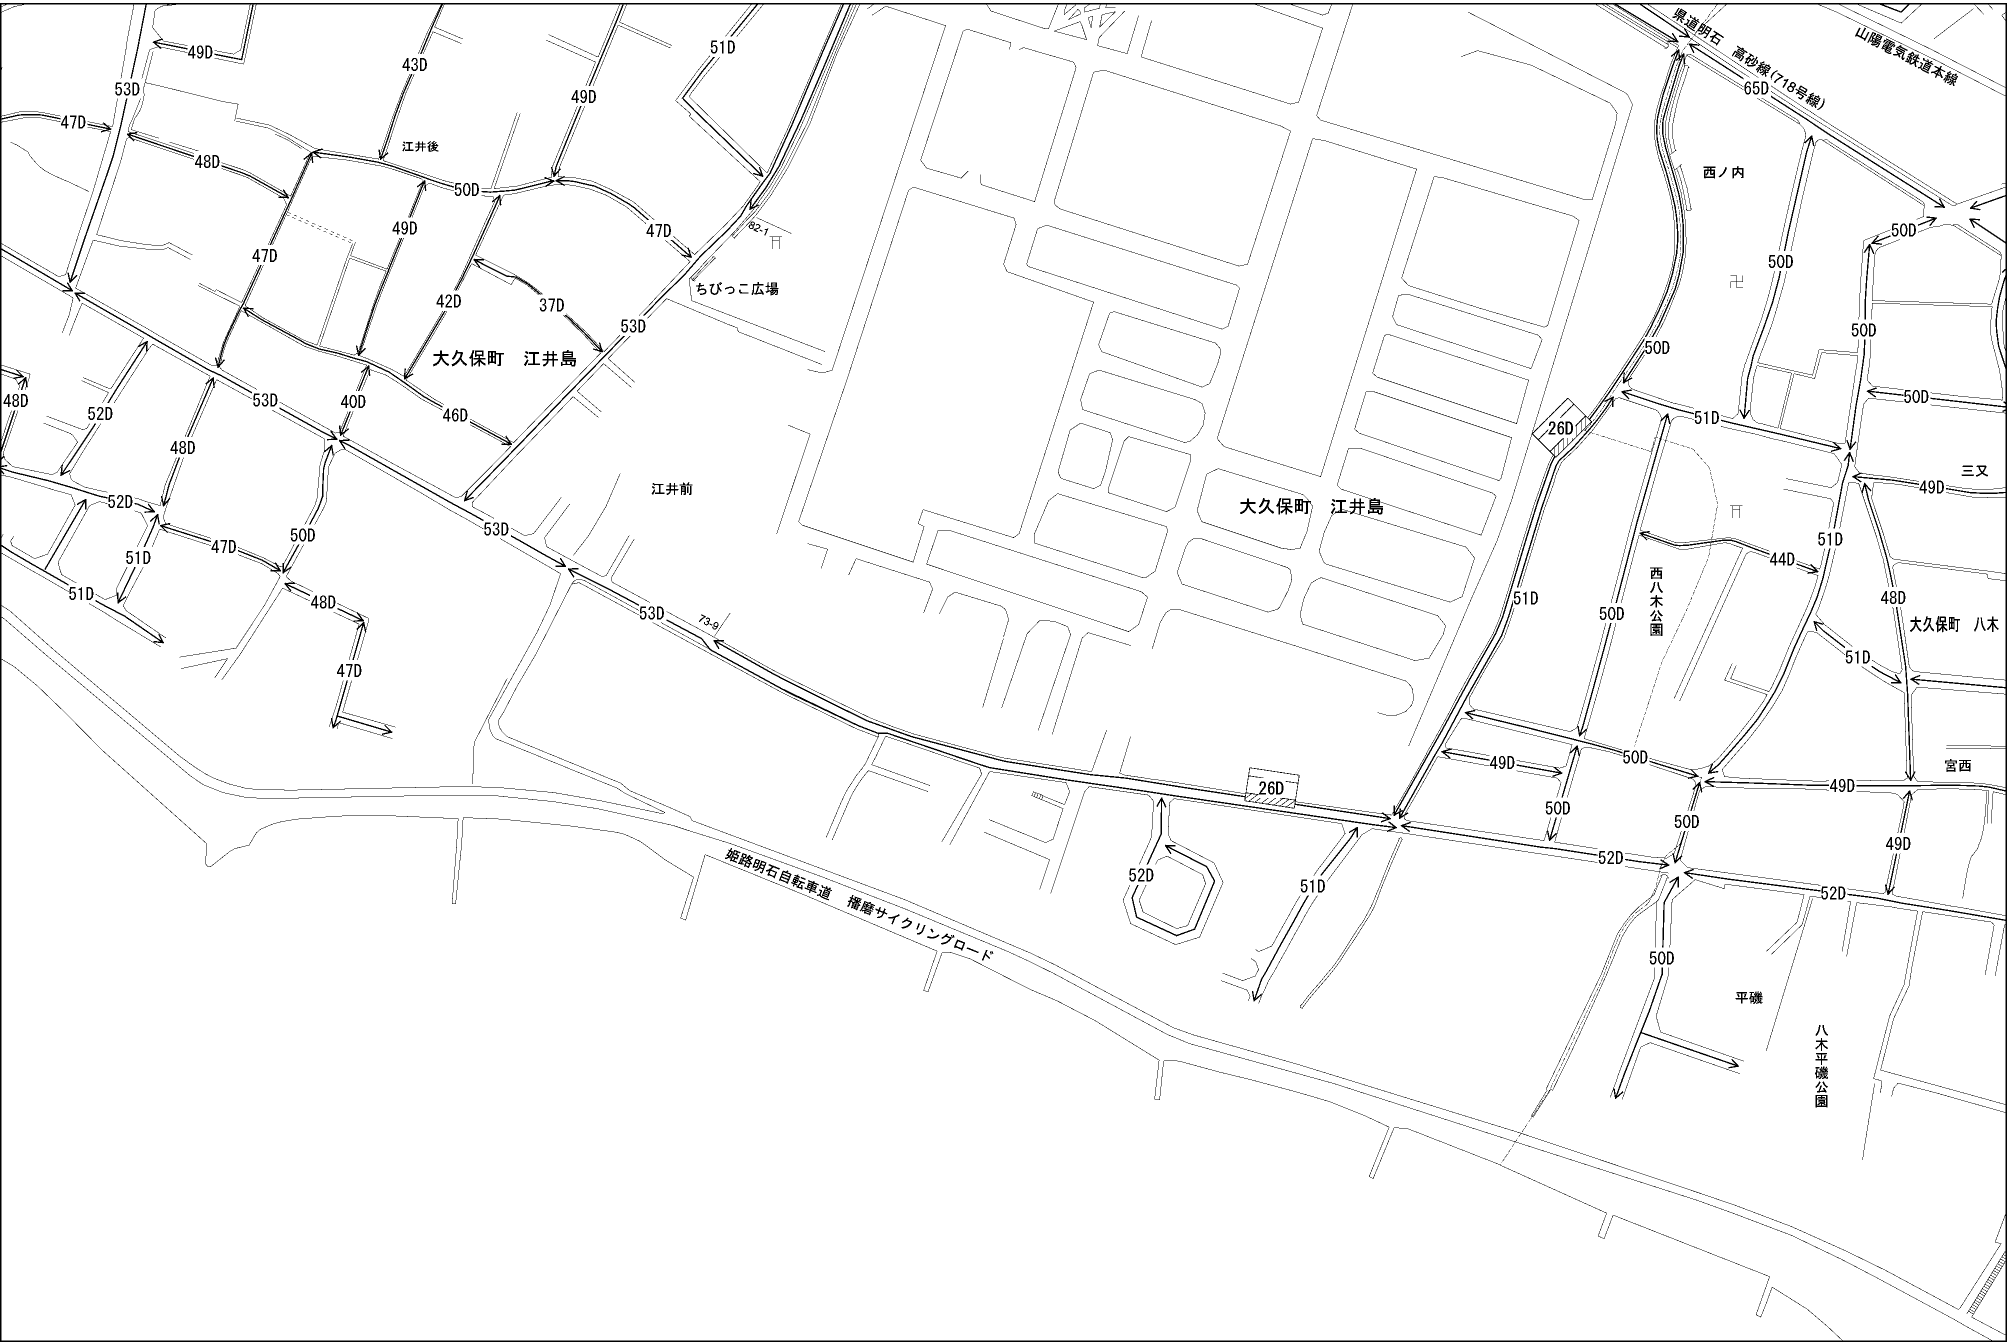 県道明石　高砂線(718号線)
山陽電気鉄道本線
49D
43D
51D
53D
65D
49D
47D
48D
江井後
50D
西ノ内
49D
47D
82-1
50D
47D
50D
ちびっこ広場
42D
37D
53D
50D
50D
大久保町　江井島
48D
52D
53D
40D
46D
50D
51D
26D
48D
三又
52D
江井前
49D
大久保町　江井島
53D
50D
51D
47D
51D
44D
51D
48D
51D
53D
73-9
50D
西八木公園
48D
大久保町　八木
47D
51D
49D
50D
宮西
26D
49D
50D
50D
49D
52D
52D
51D
52D
姫路明石自転車道　播磨サイクリングロード
50D
平磯
八木平磯公園